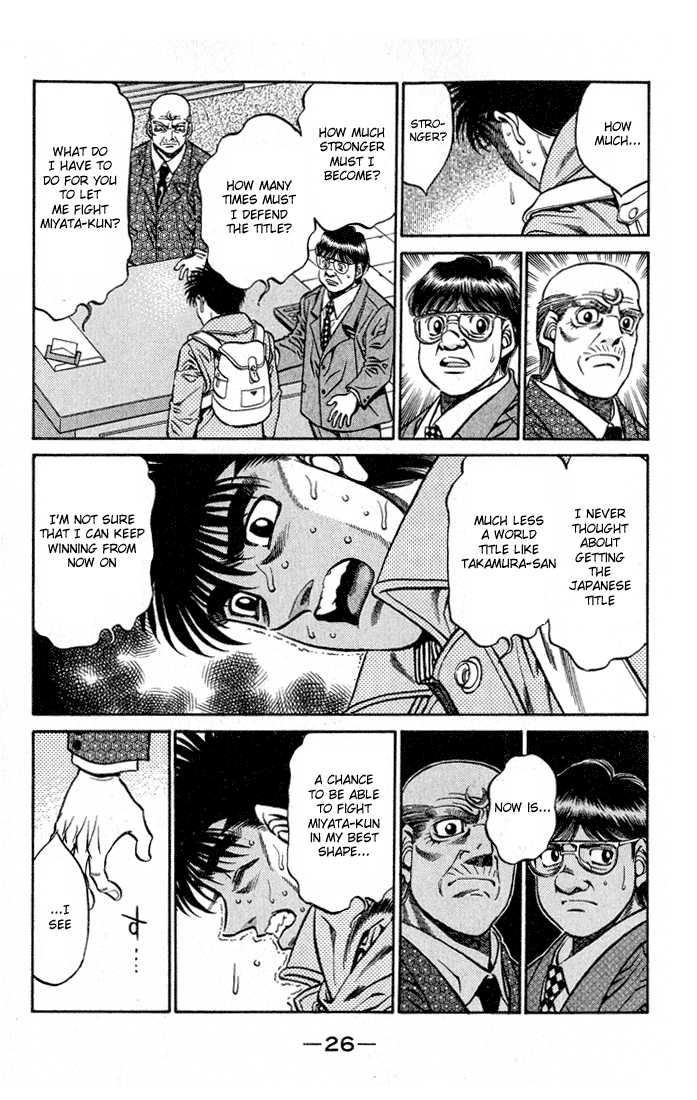 HOW
MUCH...
STRO-
NGER?
HOW MUCH
STRONGER
MUST I
BECOME?
HOW MANY
TIMES MUST
I DEFEND
THE TITLE?
WHAT DO
I HAVE TO
DO FOR YOU
TO LET
ME FIGHT
MIYATA-KUN?
I NEVER
THOUGHT
ABOUT
GETTING
THE
JAPANESE
TITLE
MUCH LESS
A WORLD
TITLE LIKE
TAKAMURA-SAN
I'M NOT SURE
THAT I CAN KEEP
WINNING FROM
NOW ON
NOW IS...
A CHANCE
TO BE ABLE
TO FIGHT
MIYATA-KUN
IN MY BEST
SHAPE...
す…
...I
SEE
—26—